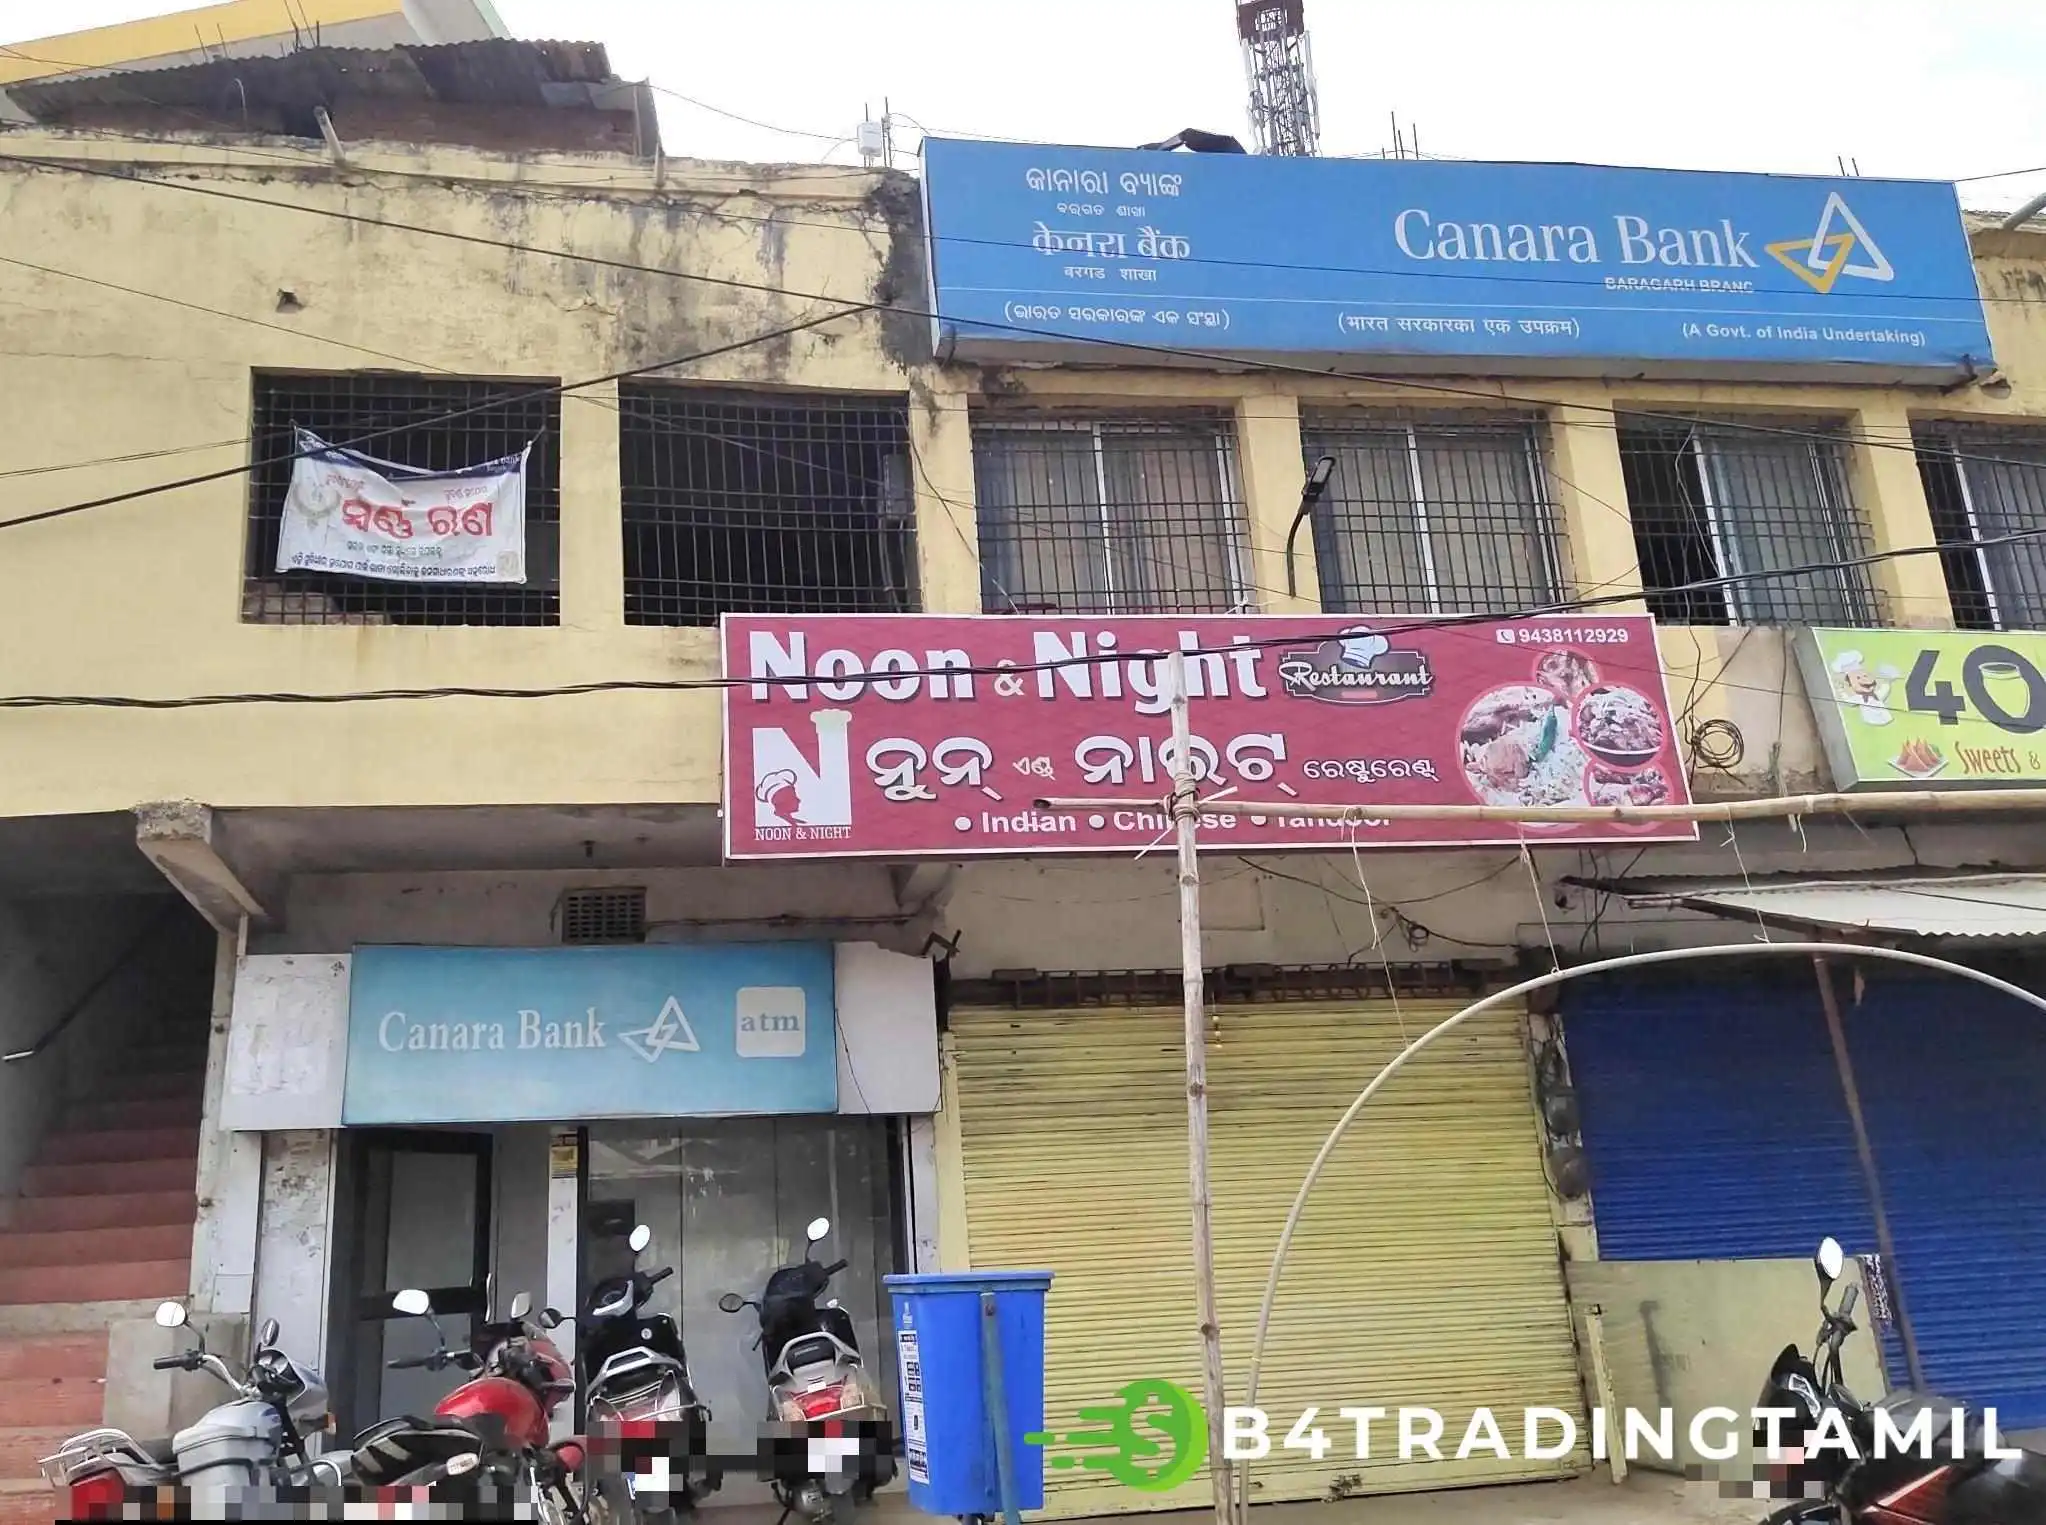 କାନାରା ବ୍ୟାଙ୍କ
ବରଗଡ ଶାଖା
केनरा बैंक
बरगड शाखा
Canara Bank
BARAGARH BRANC
(ଭାରତ ସରକାରଙ୍କ ଏକ ସଂସ୍ଥା)
(भारत सरकारका एक उपक्रम)
(A Govt. of India Undertaking)
ସ୍ବର୍ଣ୍ଣ ଋଣ
Noon & Night
Restaurant
9438112929
ନୁନ୍ ଏଣ୍ଡ ନାଇଟ୍ ରେଷ୍ଟୁରେଣ୍ଟ
NOON & NIGHT
• Indian • Chinese • Tandoor
40
Sweets &
Canara Bank
atm
B4TRADINGTAMIL